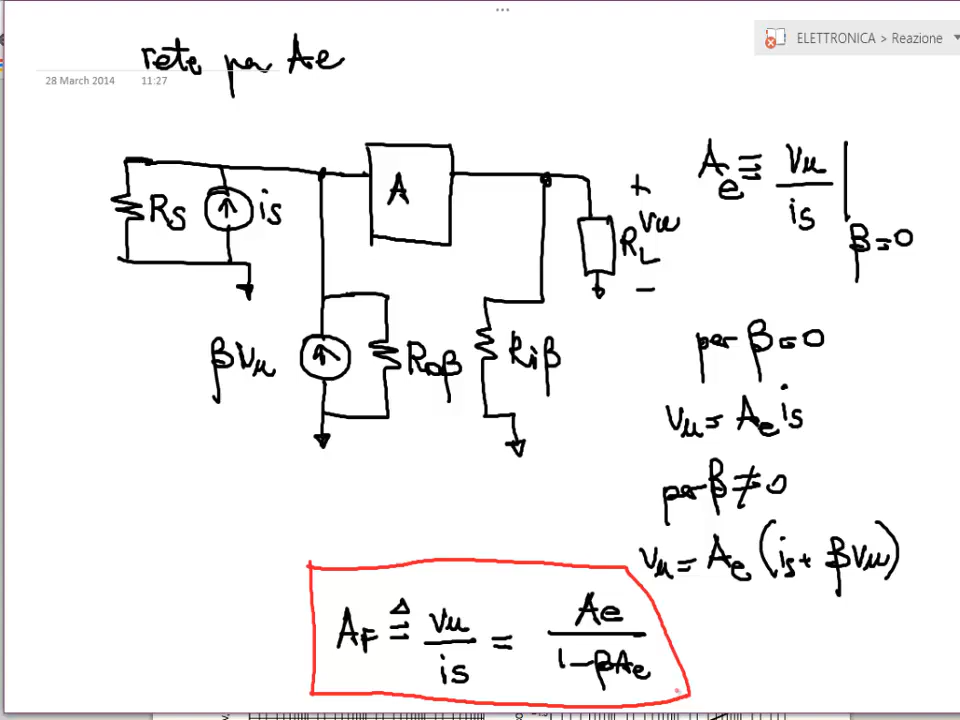 ELETTRONICA > Reazione
rete per Ae
28 March 2014 11:27
Rs
is
A
βvu
Roβ
Riβ
RL
+
vu
−
Ae ≡ vu/is |β=0
per β=0
vu = Ae is
per β≠0
vu = Ae (is + βvu)
AF ≜ vu/is = Ae/(1−βAe)